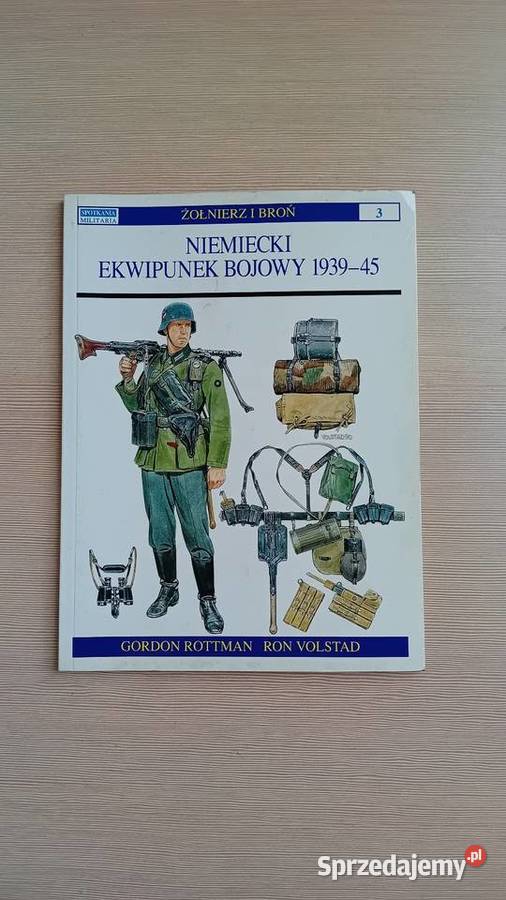 SPOTKANIA
MILITARIA
ŻOŁNIERZ I BROŃ
3
NIEMIECKI
EKWIPUNEK BOJOWY 1939–45
GORDON ROTTMAN RON VOLSTAD
Sprzedajemy.pl